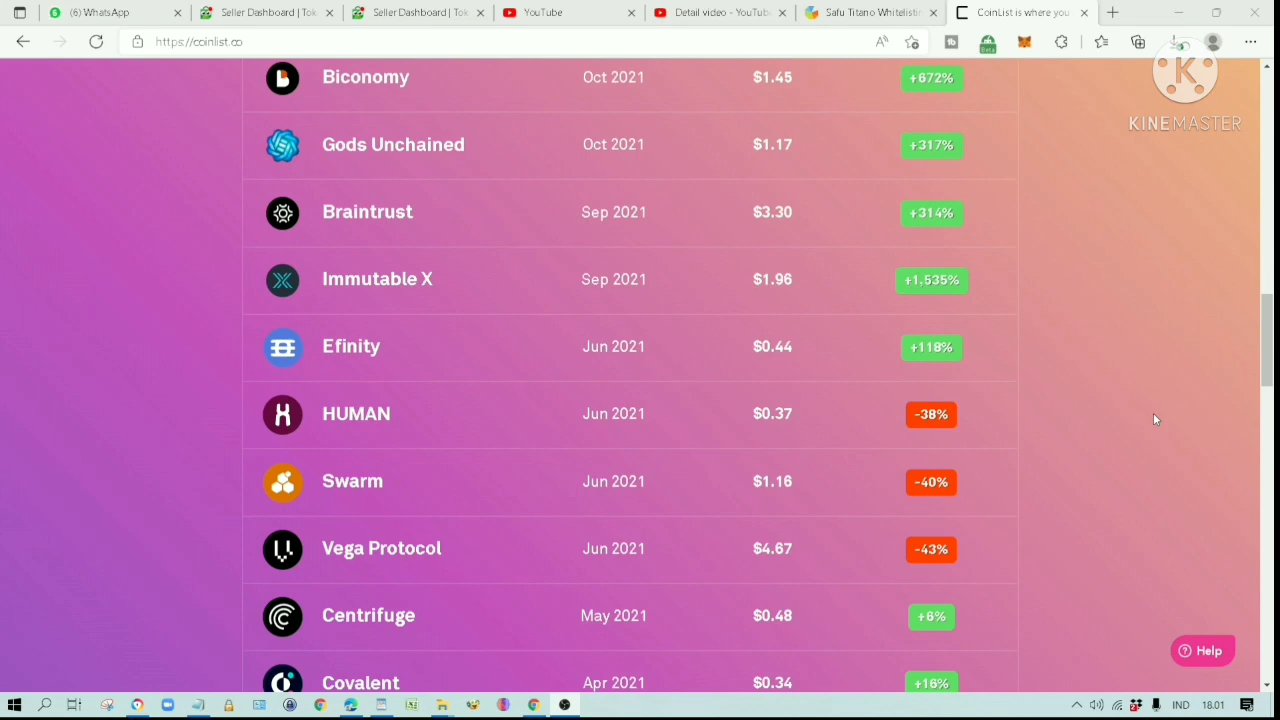 (6) WhatsApp
Seller Dashboard | Tok
Seller Dashboard | Tok
YouTube
Detail video - YouTub
Safu Titano Whitelistin
CoinList is where you
https://coinlist.co
Beta
KINEMASTER
Biconomy Oct 2021 $1.45 +672%
Gods Unchained Oct 2021 $1.17 +317%
Braintrust Sep 2021 $3.30 +314%
Immutable X Sep 2021 $1.96 +1,535%
Efinity Jun 2021 $0.44 +118%
HUMAN Jun 2021 $0.37 -38%
Swarm Jun 2021 $1.16 -40%
Vega Protocol Jun 2021 $4.67 -43%
Centrifuge May 2021 $0.48 +6%
Covalent Apr 2021 $0.34 +16%
Help
IND 18.01